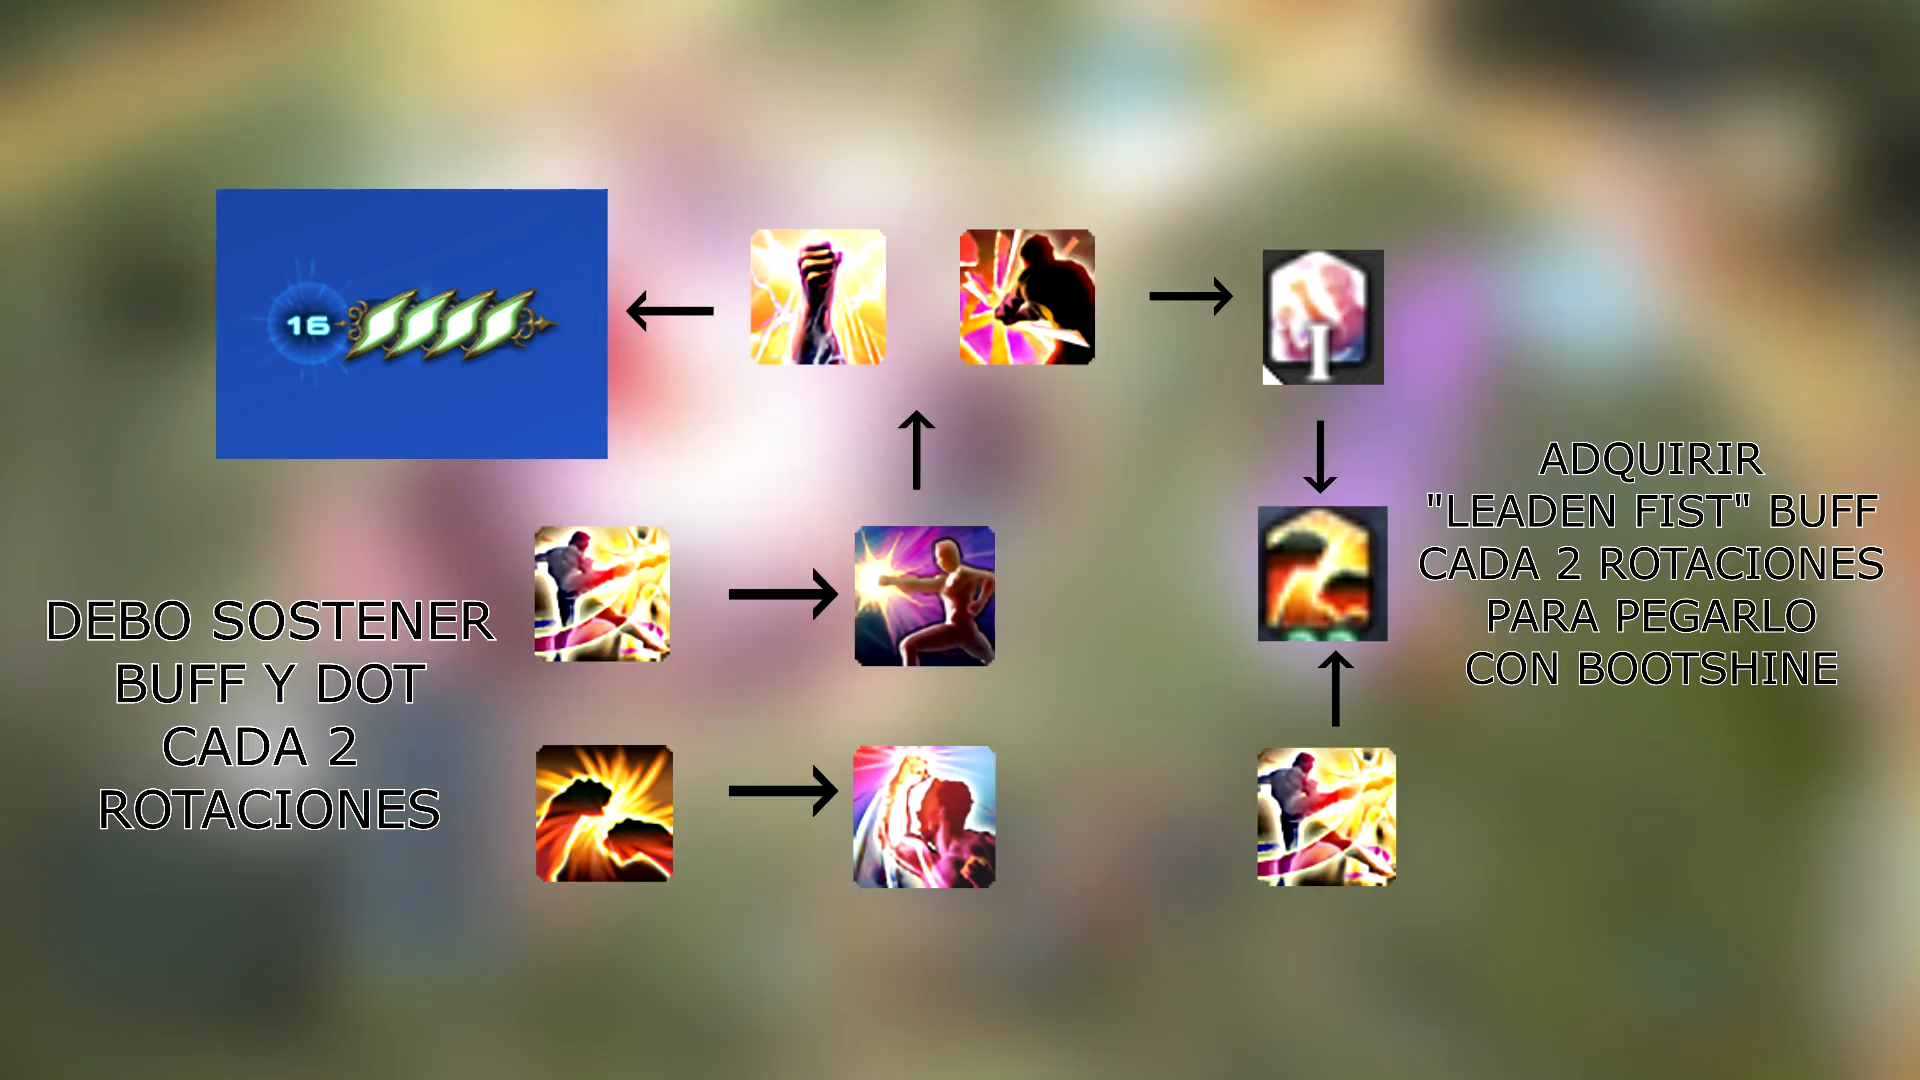 16
I
DEBO SOSTENER
BUFF Y DOT
CADA 2
ROTACIONES
ADQUIRIR
"LEADEN FIST" BUFF
CADA 2 ROTACIONES
PARA PEGARLO
CON BOOTSHINE